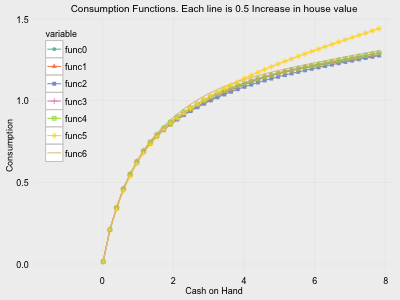 Consumption Functions. Each line is 0.5 Increase in house value
variable
func0
func1
func2
func3
func4
func5
func6
1.5
1.0
0.5
0.0
Consumption
0 2 4 6 8
Cash on Hand